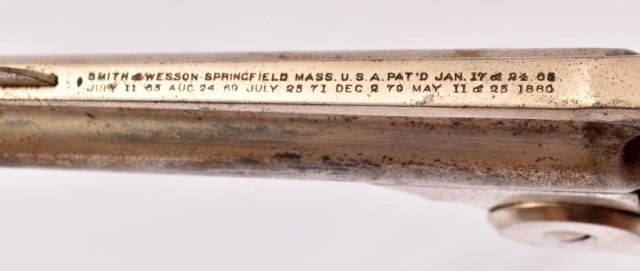 SMITH & WESSON SPRINGFIELD MASS. U.S.A. PAT'D JAN. 17 & 24. 65
JULY 11 65 AUG 24 69 JULY 25 71 DEC. 2 79 MAY 11 & 25 1880